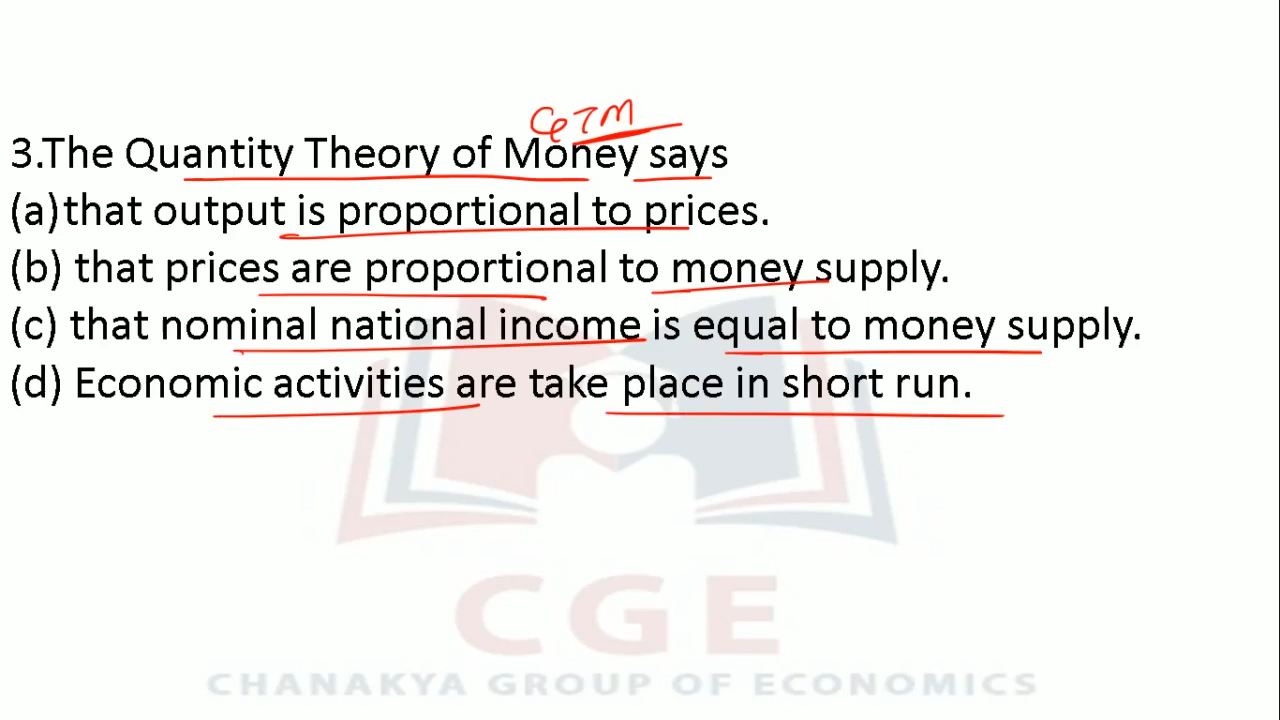 QTM
3.The Quantity Theory of Money says
(a)that output is proportional to prices.
(b) that prices are proportional to money supply.
(c) that nominal national income is equal to money supply.
(d) Economic activities are take place in short run.
CGE
CHANAKYA GROUP OF ECONOMICS